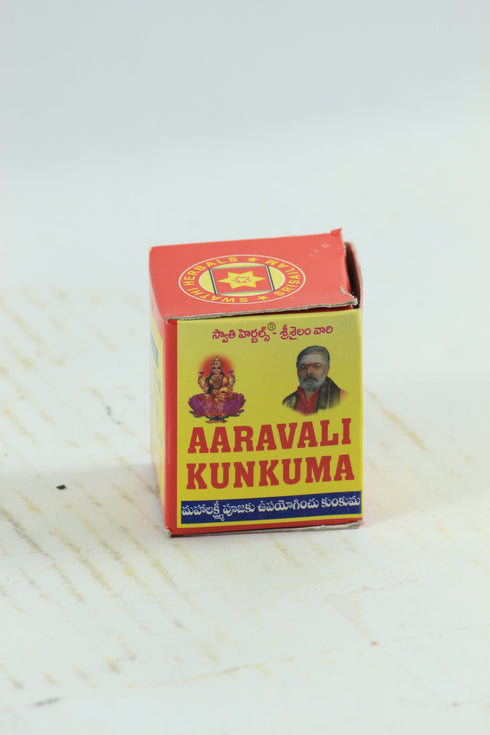 ★ SWATHI HERBALS ★ SRISAILAM
స్వాతి హెర్బల్స్® - శ్రీశైలం వారి
AARAVALI
KUNKUMA
మహాలక్ష్మీ పూజకు ఉపయోగించు కుంకుమ